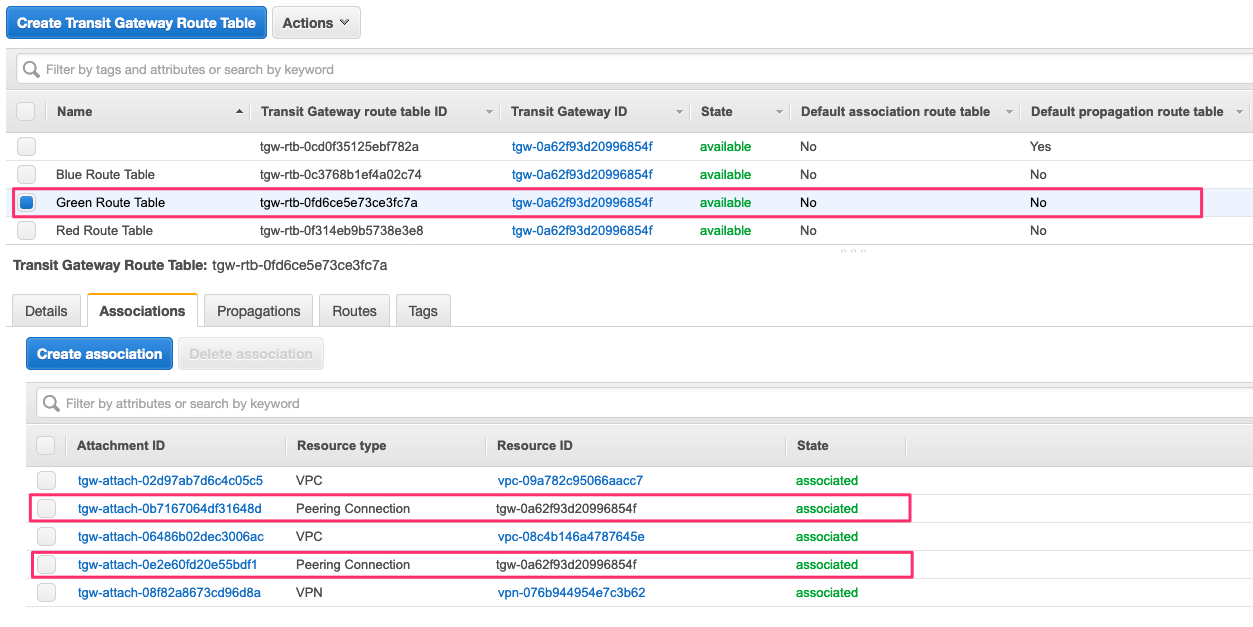 Create Transit Gateway Route Table Actions
Filter by tags and attributes or search by keyword
Name Transit Gateway route table ID Transit Gateway ID State Default association route table Default propagation route table
tgw-rtb-0cd0f35125ebf782a tgw-0a62f93d20996854f available No Yes
Blue Route Table tgw-rtb-0c3768b1ef4a02c74 tgw-0a62f93d20996854f available No No
Green Route Table tgw-rtb-0fd6ce5e73ce3fc7a tgw-0a62f93d20996854f available No No
Red Route Table tgw-rtb-0f314eb9b5738e3e8 tgw-0a62f93d20996854f available No No
Transit Gateway Route Table: tgw-rtb-0fd6ce5e73ce3fc7a
Details Associations Propagations Routes Tags
Create association Delete association
Filter by attributes or search by keyword
Attachment ID Resource type Resource ID State
tgw-attach-02d97ab7d6c4c05c5 VPC vpc-09a782c95066aacc7 associated
tgw-attach-0b7167064df31648d Peering Connection tgw-0a62f93d20996854f associated
tgw-attach-06486b02dec3006ac VPC vpc-08c4b146a4787645e associated
tgw-attach-0e2e60fd20e55bdf1 Peering Connection tgw-0a62f93d20996854f associated
tgw-attach-08f82a8673cd96d8a VPN vpn-076b944954e7c3b62 associated